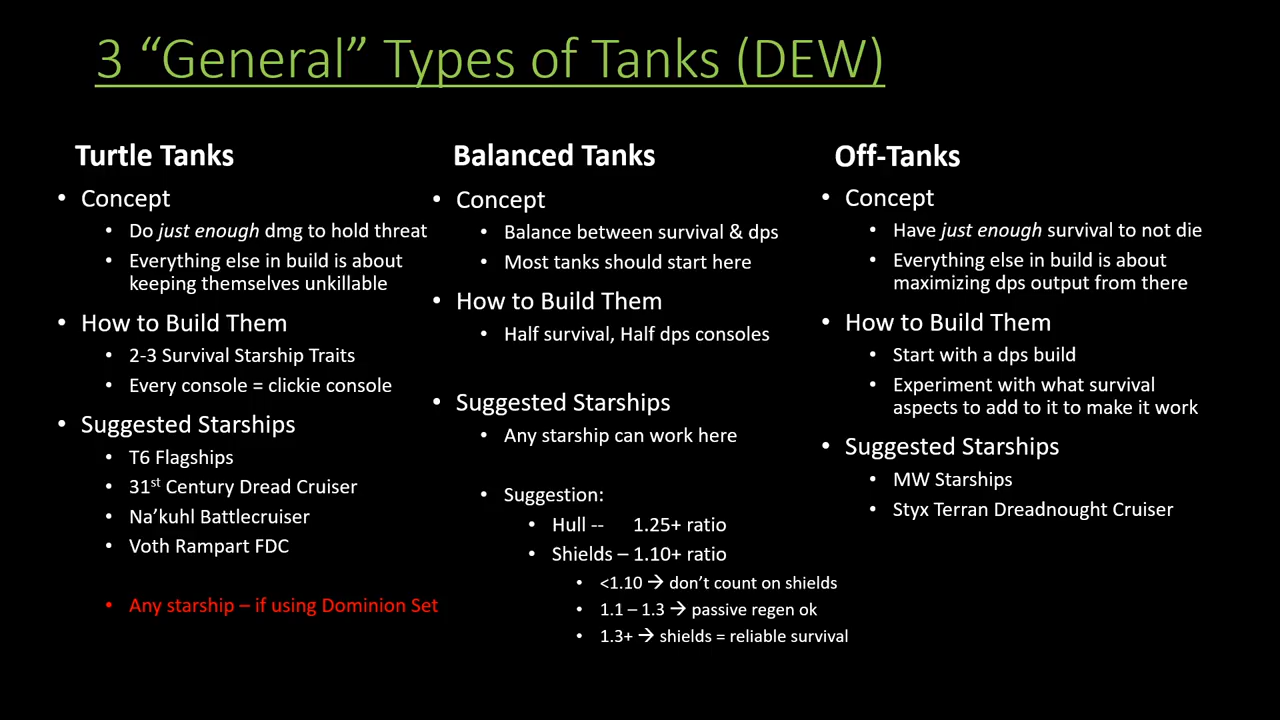 3 “General” Types of Tanks (DEW)
Turtle Tanks
• Concept
• Do just enough dmg to hold threat
• Everything else in build is about
keeping themselves unkillable
• How to Build Them
• 2-3 Survival Starship Traits
• Every console = clickie console
• Suggested Starships
• T6 Flagships
• 31st Century Dread Cruiser
• Na’kuhl Battlecruiser
• Voth Rampart FDC
• Any starship – if using Dominion Set
Balanced Tanks
• Concept
• Balance between survival & dps
• Most tanks should start here
• How to Build Them
• Half survival, Half dps consoles
• Suggested Starships
• Any starship can work here
• Suggestion:
• Hull -- 1.25+ ratio
• Shields – 1.10+ ratio
• <1.10 → don’t count on shields
• 1.1 – 1.3 → passive regen ok
• 1.3+ → shields = reliable survival
Off-Tanks
• Concept
• Have just enough survival to not die
• Everything else in build is about
maximizing dps output from there
• How to Build Them
• Start with a dps build
• Experiment with what survival
aspects to add to it to make it work
• Suggested Starships
• MW Starships
• Styx Terran Dreadnought Cruiser